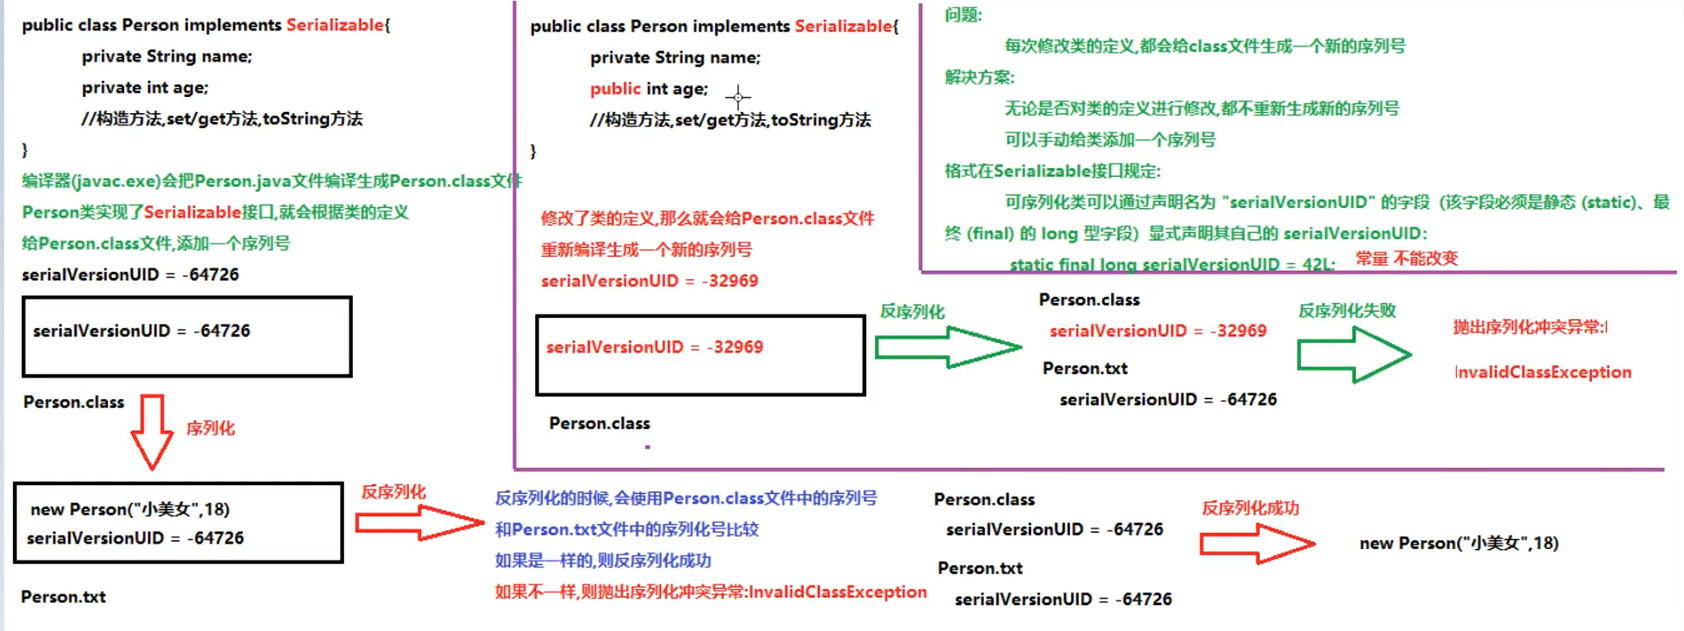 public class Person implements Serializable{
private String name;
private int age;
//构造方法,set/get方法,toString方法
}
编译器(javac.exe)会把Person.java文件编译生成Person.class文件
Person类实现了Serializable接口,就会根据类的定义
给Person.class文件,添加一个序列号
serialVersionUID = -64726
serialVersionUID = -64726
Person.class
序列化
new Person("小美女",18)
serialVersionUID = -64726
Person.txt
反序列化
反序列化的时候,会使用Person.class文件中的序列号
和Person.txt文件中的序列化号比较
如果是一样的,则反序列化成功
如果不一样,则抛出序列化冲突异常:InvalidClassException
Person.class
serialVersionUID = -64726
Person.txt
serialVersionUID = -64726
反序列化成功
new Person("小美女",18)
public class Person implements Serializable{
private String name;
public int age;
//构造方法,set/get方法,toString方法
}
修改了类的定义,那么就会给Person.class文件
重新编译生成一个新的序列号
serialVersionUID = -32969
serialVersionUID = -32969
Person.class
反序列化
Person.class
serialVersionUID = -32969
Person.txt
serialVersionUID = -64726
反序列化失败
抛出序列化冲突异常:
InvalidClassException
问题:
每次修改类的定义,都会给class文件生成一个新的序列号
解决方案:
无论是否对类的定义进行修改,都不重新生成新的序列号
可以手动给类添加一个序列号
格式在Serializable接口规定:
可序列化类可以通过声明名为 "serialVersionUID" 的字段（该字段必须是静态 (static)、最
终 (final) 的 long 型字段）显式声明其自己的 serialVersionUID:
static final long serialVersionUID = 42L; 常量 不能改变